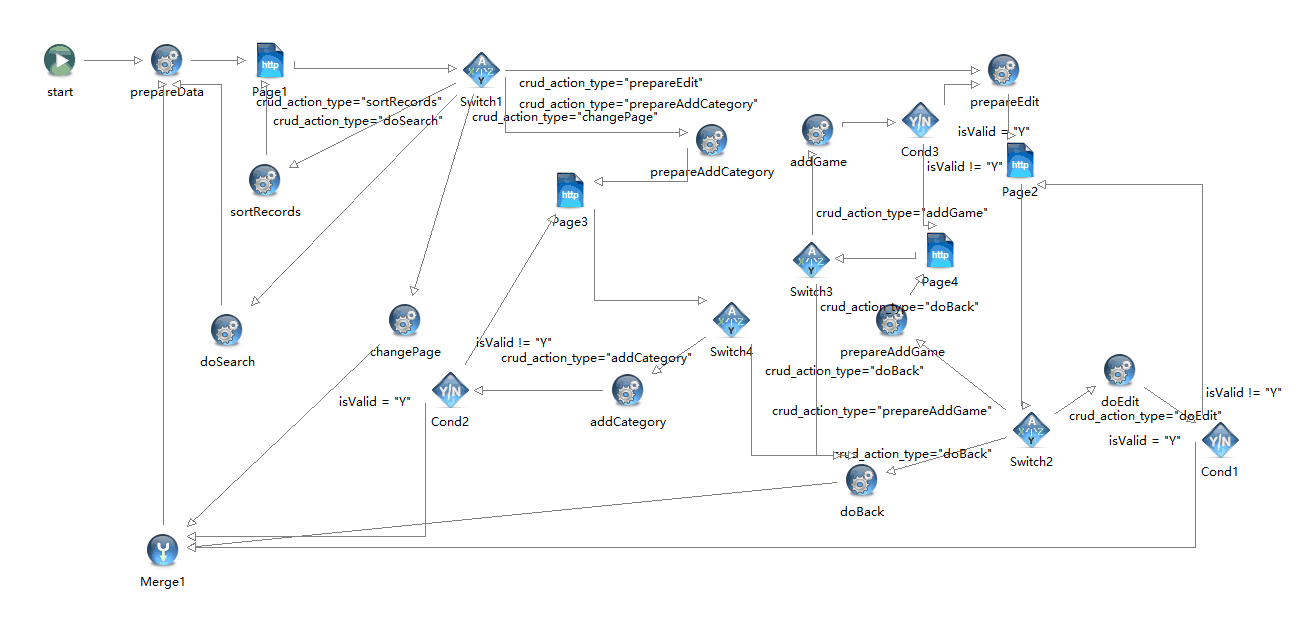 http
start
prepareData
Page1
Switch1
crud_action_type="prepareEdit"
prepareEdit
crud_action_type="sortRecords"
crud_action_type="prepareAddCategory"
crud_action_type="changePage"
crud_action_type="doSearch"
Y/N
isValid = "Y"
Cond3
addGame
http
isValid != "Y"
prepareAddCategory
Page2
http
sortRecords
Page3
crud_action_type="addGame"
http
Page4
Switch3
crud_action_type="doBack"
isValid != "Y"
changePage
Switch4
prepareAddGame
crud_action_type="addCategory"
doSearch
crud_action_type="doBack"
Y/N
isValid != "Y"
isValid = "Y"
doEdit
crud_action_type="prepareAddGame"
crud_action_type="doEdit"
Cond2
addCategory
isValid = "Y"
Y/N
crud_action_type="doBack"
Switch2
Cond1
doBack
Merge1